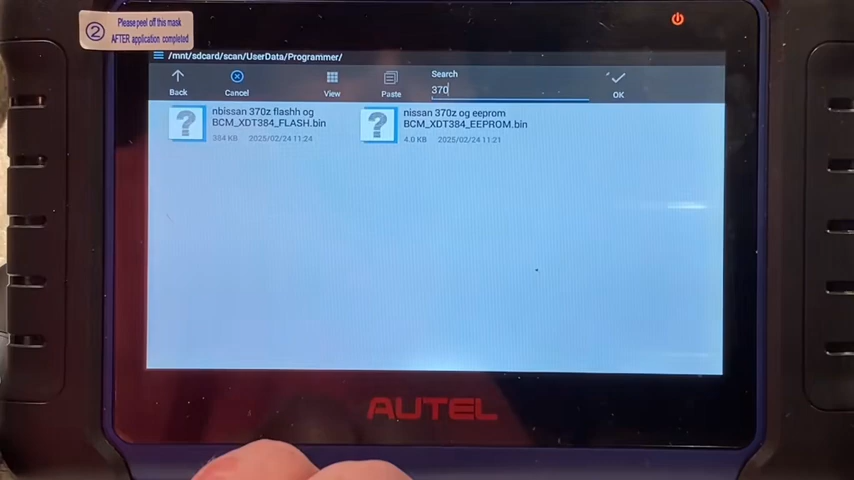 ② Please peel off this mask
AFTER application completed
/mnt/sdcard/scan/UserData/Programmer/
Back
Cancel
View
Paste
Search
370
OK
nbissan 370z flashh og
BCM_XDT384_FLASH.bin
384 KB 2025/02/24 11:24
nissan 370z og eeprom
BCM_XDT384_EEPROM.bin
4.0 KB 2025/02/24 11:21
AUTEL